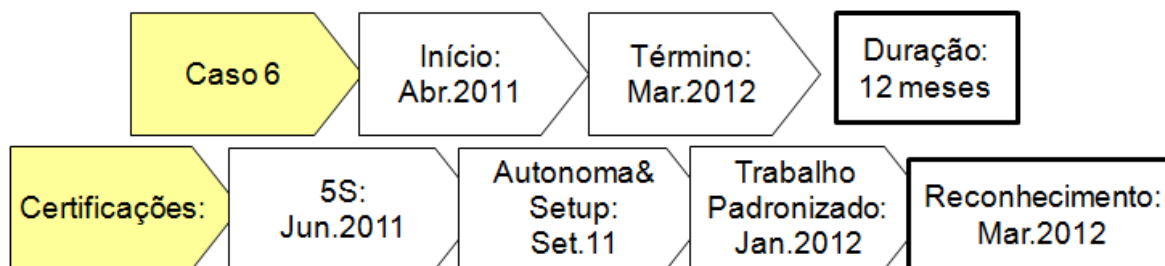 Caso 6
Início:
Abr.2011
Término:
Mar.2012
Duração:
12 meses
Certificações:
5S:
Jun.2011
Autonoma&
Setup:
Set.11
Trabalho
Padronizado:
Jan.2012
Reconhecimento:
Mar.2012